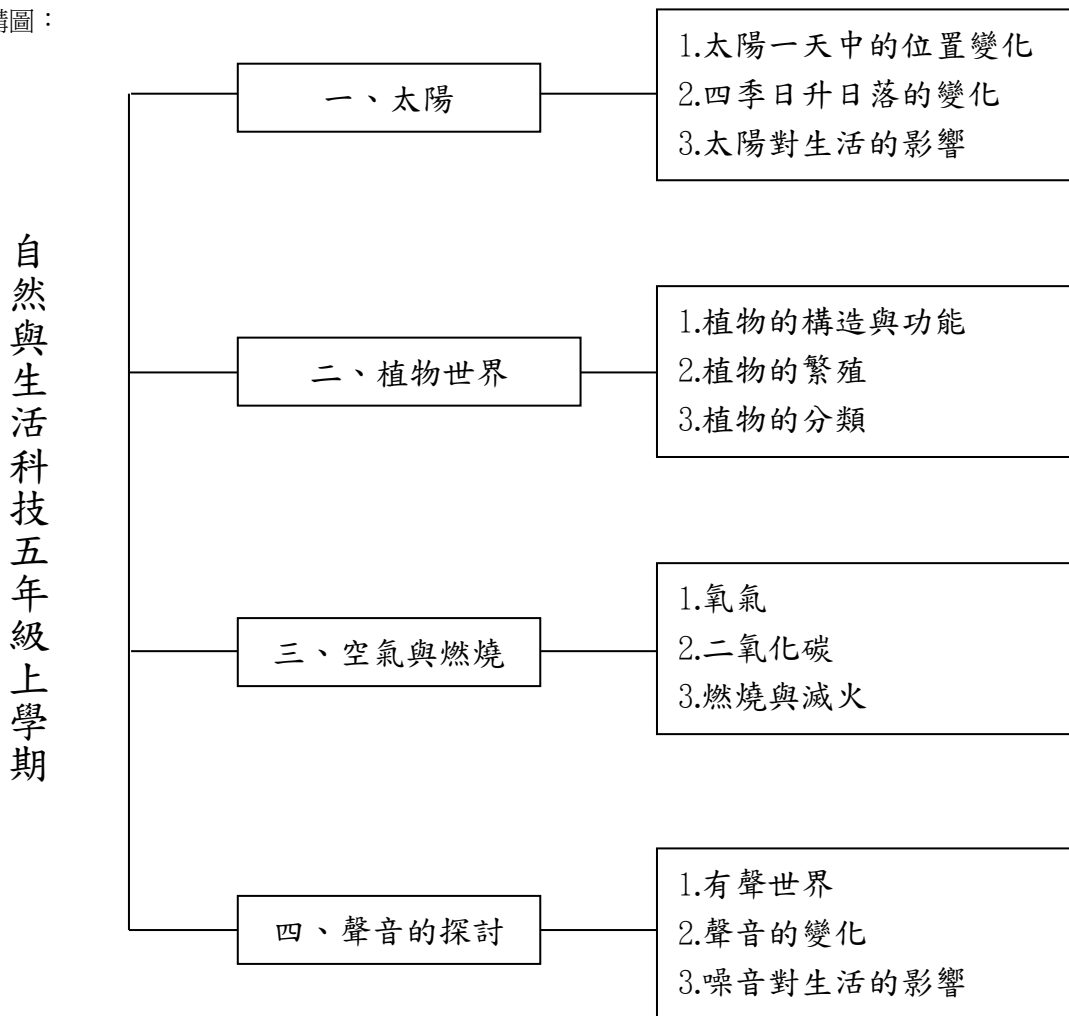 構圖：
自然與生活科技五年級上學期
一、太陽
1.太陽一天中的位置變化
2.四季日升日落的變化
3.太陽對生活的影響
二、植物世界
1.植物的構造與功能
2.植物的繁殖
3.植物的分類
三、空氣與燃燒
1.氧氣
2.二氧化碳
3.燃燒與滅火
四、聲音的探討
1.有聲世界
2.聲音的變化
3.噪音對生活的影響